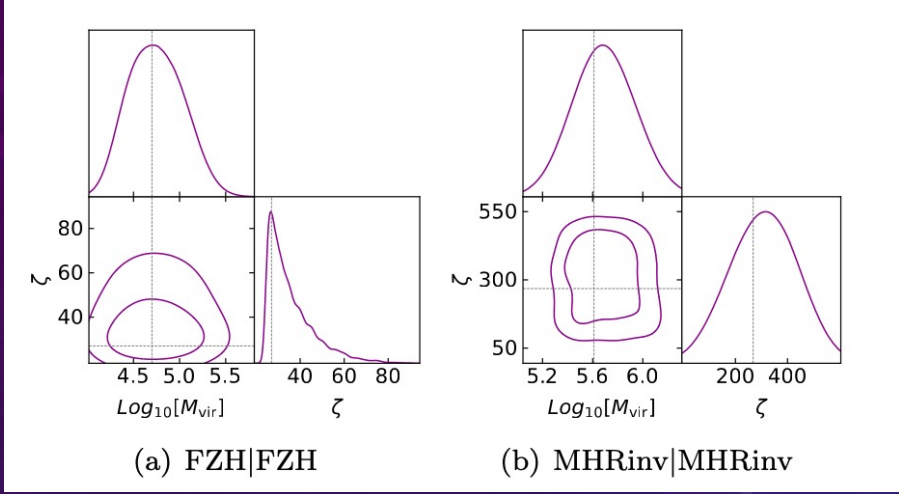 80
60
40
ζ
4.5 5.0 5.5
Log₁₀[Mvir]
40 60 80
ζ
(a) FZH|FZH
550
300
50
ζ
5.2 5.6 6.0
Log₁₀[Mvir]
200 400
ζ
(b) MHRinv|MHRinv